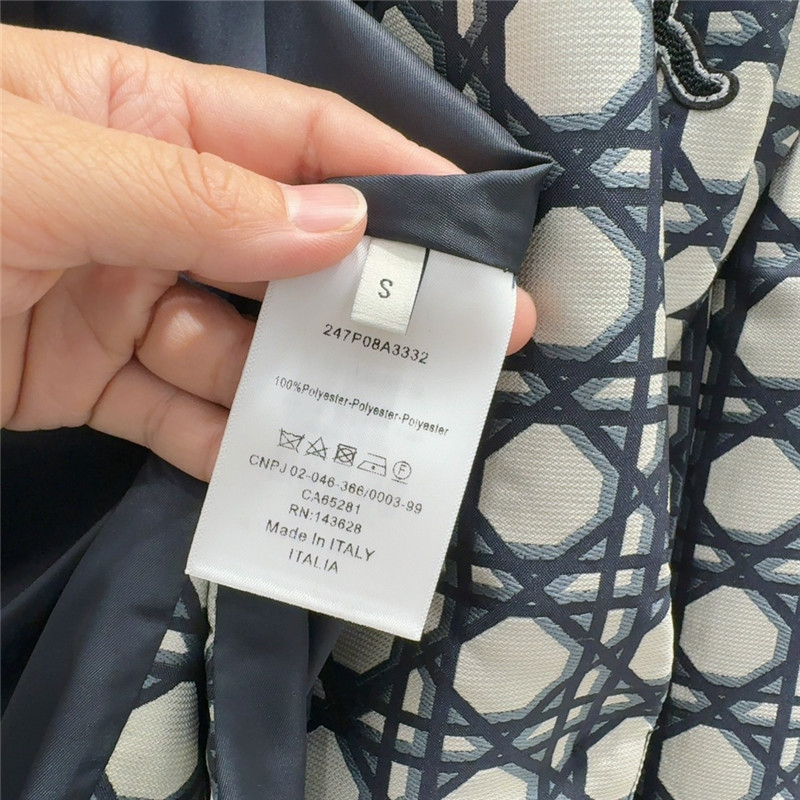 S
247P08A3332
100%Polyester-Polyester-Polyester
CNPJ 02-046-366/0003-99
CA65281
RN:143628
Made In ITALY
ITALIA